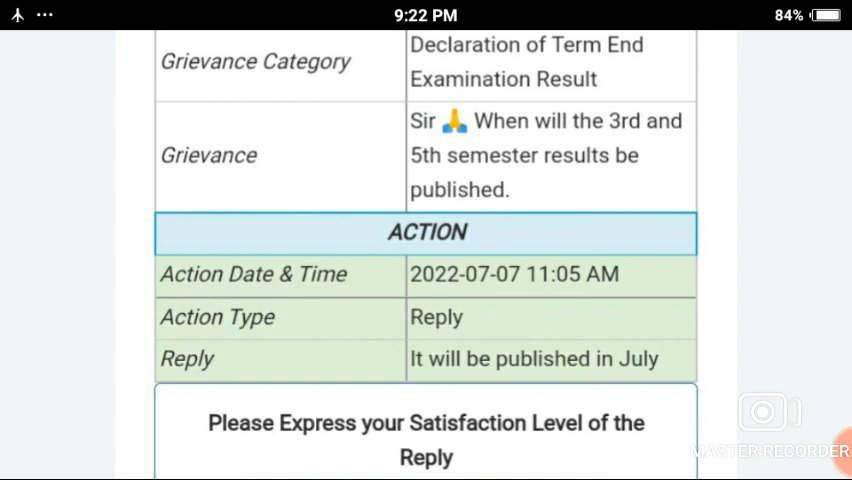 9:22 PM
84%
Grievance Category
Declaration of Term End
Examination Result
Grievance
Sir 🙏 When will the 3rd and
5th semester results be
published.
ACTION
Action Date & Time
2022-07-07 11:05 AM
Action Type
Reply
Reply
It will be published in July
Please Express your Satisfaction Level of the
Reply
MASTER RECORDER